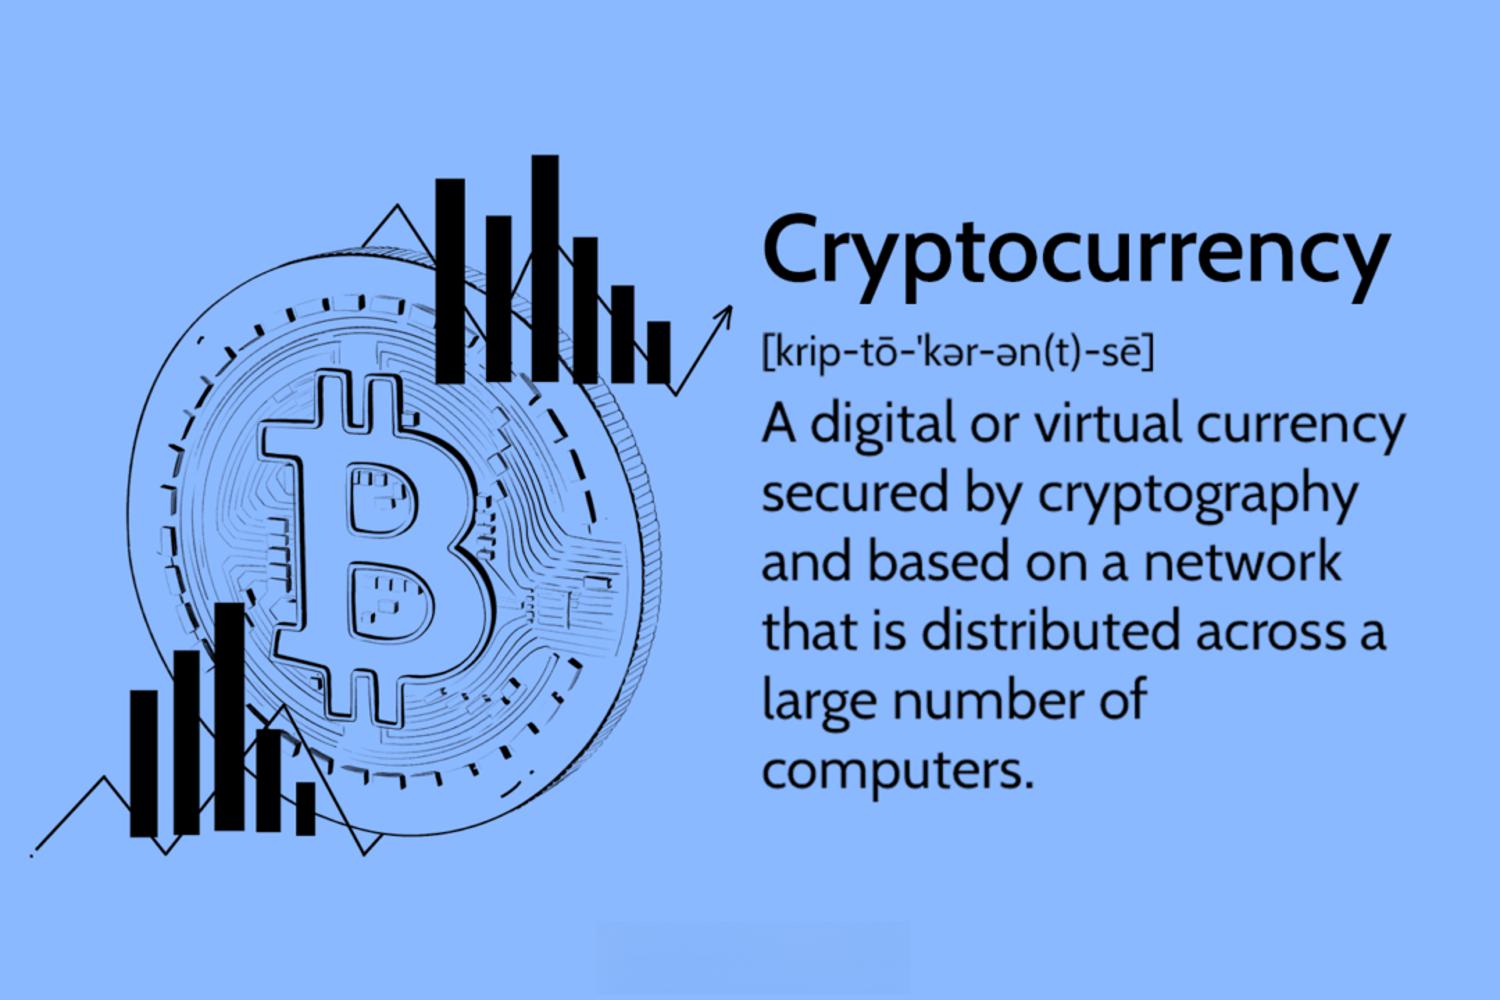 Cryptocurrency
[krip-tō-'kər-ən(t)-sē]
A digital or virtual currency
secured by cryptography
and based on a network
that is distributed across a
large number of
computers.